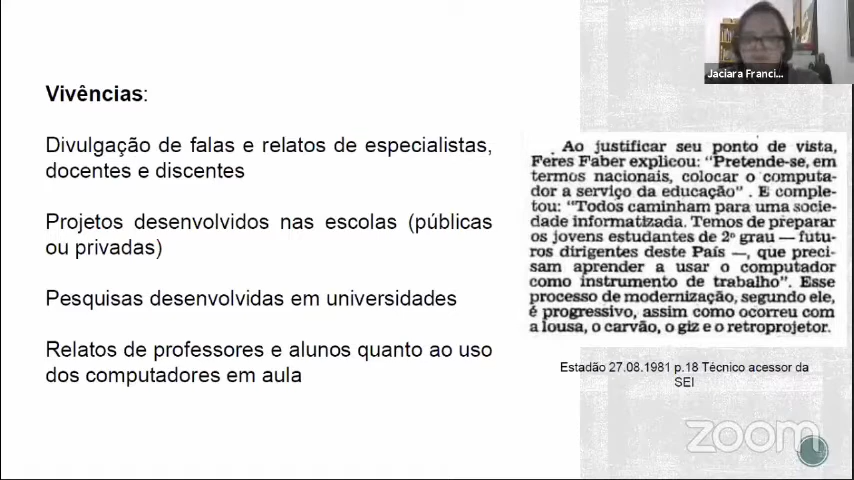 Jaciara Franci...
Vivências:
Divulgação de falas e relatos de especialistas,
docentes e discentes
Projetos desenvolvidos nas escolas (públicas
ou privadas)
Pesquisas desenvolvidas em universidades
Relatos de professores e alunos quanto ao uso
dos computadores em aula
Ao justificar seu ponto de vista,
Feres Faber explicou: "Pretende-se, em
termos nacionais, colocar o computa-
dor a serviço da educação". E comple-
tou: "Todos caminham para uma socie-
dade informatizada. Temos de preparar
os jovens estudantes de 2º grau — futu-
ros dirigentes deste País —, que preci-
sam aprender a usar o computador
como instrumento de trabalho". Esse
processo de modernização, segundo ele,
é progressivo, assim como ocorreu com
a lousa, o carvão, o giz e o retroprojetor.
Estadão 27.08.1981 p.18 Técnico acessor da
SEI
zoom